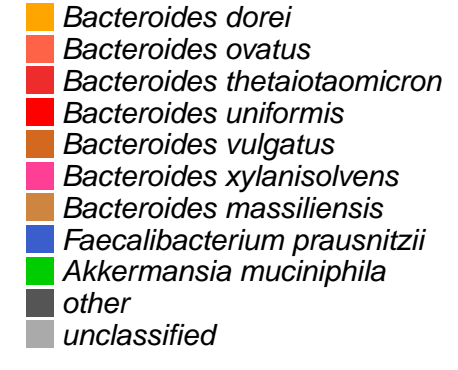 Bacteroides dorei
Bacteroides ovatus
Bacteroides thetaiotaomicron
Bacteroides uniformis
Bacteroides vulgatus
Bacteroides xylanisolvens
Bacteroides massiliensis
Faecalibacterium prausnitzii
Akkermansia muciniphila
other
unclassified